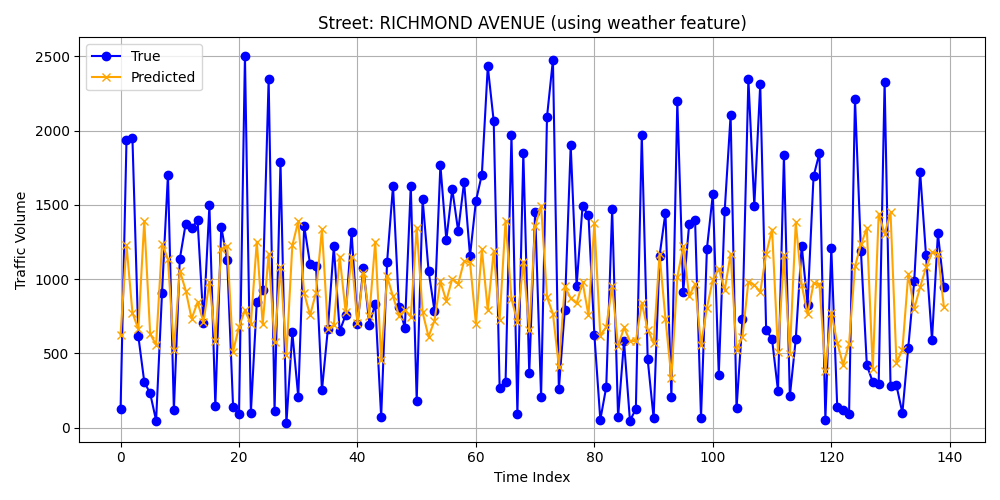 Street: RICHMOND AVENUE (using weather feature)
True
Predicted
2500
2000
1500
1000
500
0
Traffic Volume
0 20 40 60 80 100 120 140
Time Index